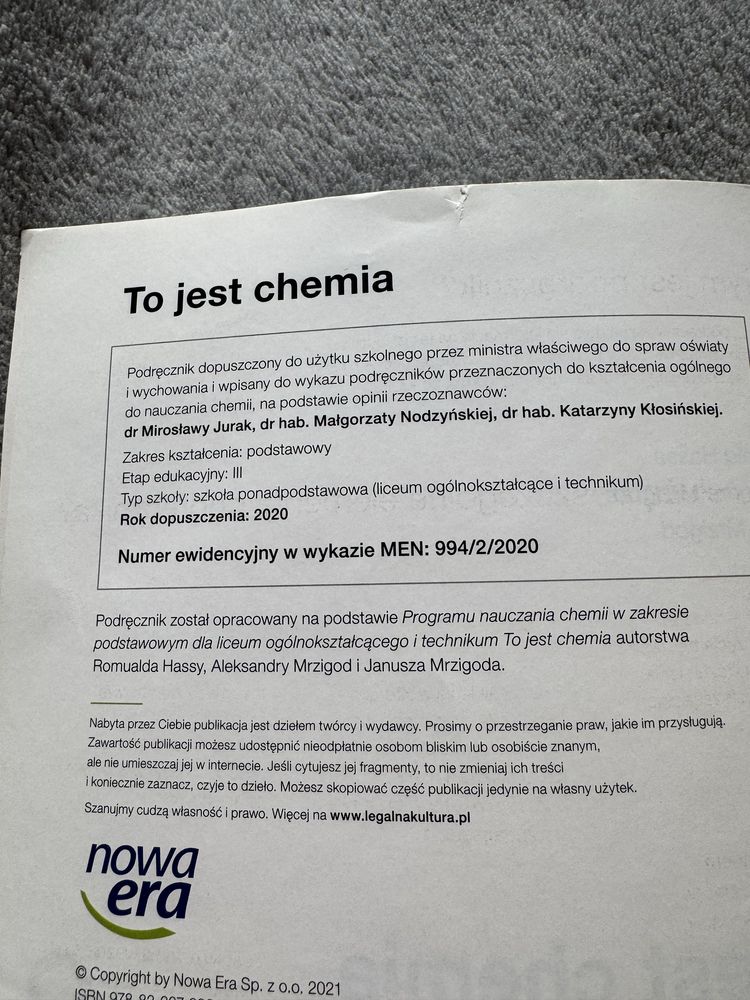 To jest chemia
Podręcznik dopuszczony do użytku szkolnego przez ministra właściwego do spraw oświaty
i wychowania i wpisany do wykazu podręczników przeznaczonych do kształcenia ogólnego
do nauczania chemii, na podstawie opinii rzeczoznawców:
dr Mirosławy Jurak, dr hab. Małgorzaty Nodzyńskiej, dr hab. Katarzyny Kłosińskiej.
Zakres kształcenia: podstawowy
Etap edukacyjny: III
Typ szkoły: szkoła ponadpodstawowa (liceum ogólnokształcące i technikum)
Rok dopuszczenia: 2020
Numer ewidencyjny w wykazie MEN: 994/2/2020
Podręcznik został opracowany na podstawie Programu nauczania chemii w zakresie
podstawowym dla liceum ogólnokształcącego i technikum To jest chemia autorstwa
Romualda Hassy, Aleksandry Mrzigod i Janusza Mrzigoda.
Nabyta przez Ciebie publikacja jest dziełem twórcy i wydawcy. Prosimy o przestrzeganie praw, jakie im przysługują.
Zawartość publikacji możesz udostępnić nieodpłatnie osobom bliskim lub osobiście znanym,
ale nie umieszczaj jej w internecie. Jeśli cytujesz jej fragmenty, to nie zmieniaj ich treści
i koniecznie zaznacz, czyje to dzieło. Możesz skopiować część publikacji jedynie na własny użytek.
Szanujmy cudzą własność i prawo. Więcej na www.legalnakultura.pl
nowa
era
© Copyright by Nowa Era Sp. z o.o. 2021
ISBN